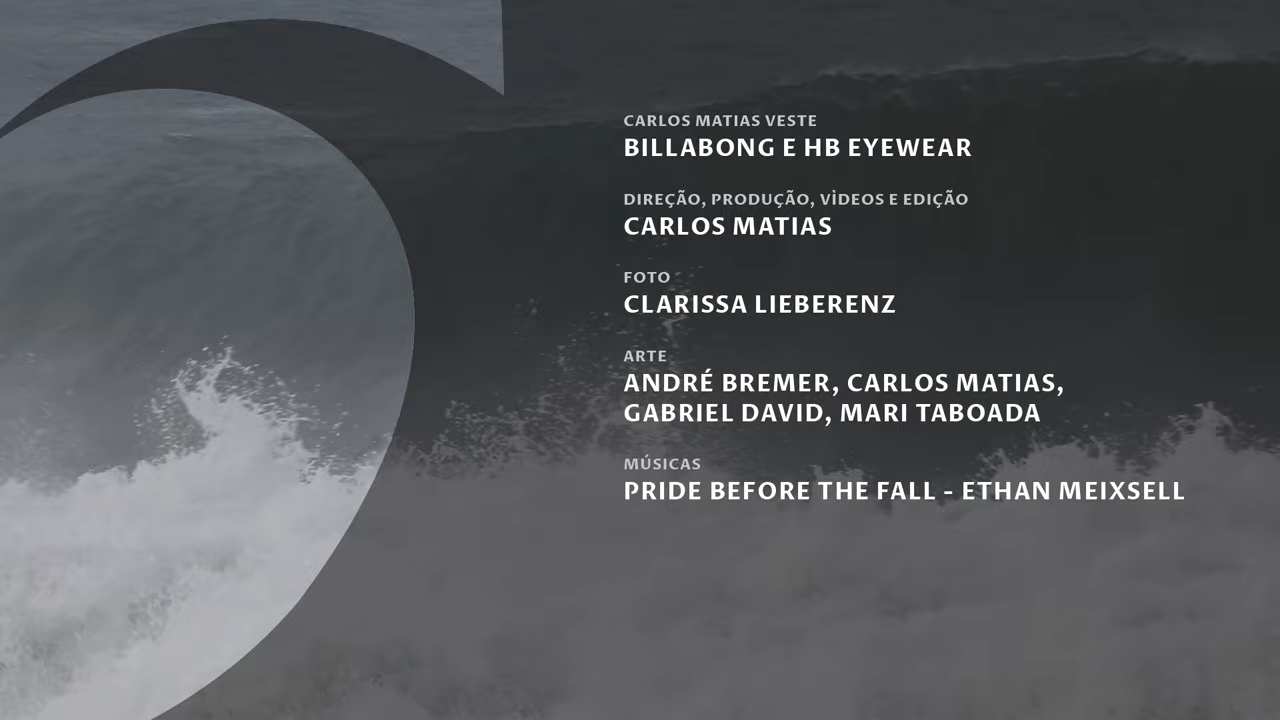 CARLOS MATIAS VESTE
BILLABONG E HB EYEWEAR
DIREÇÃO, PRODUÇÃO, VÌDEOS E EDIÇÃO
CARLOS MATIAS
FOTO
CLARISSA LIEBERENZ
ARTE
ANDRÉ BREMER, CARLOS MATIAS,
GABRIEL DAVID, MARI TABOADA
MÚSICAS
PRIDE BEFORE THE FALL - ETHAN MEIXSELL